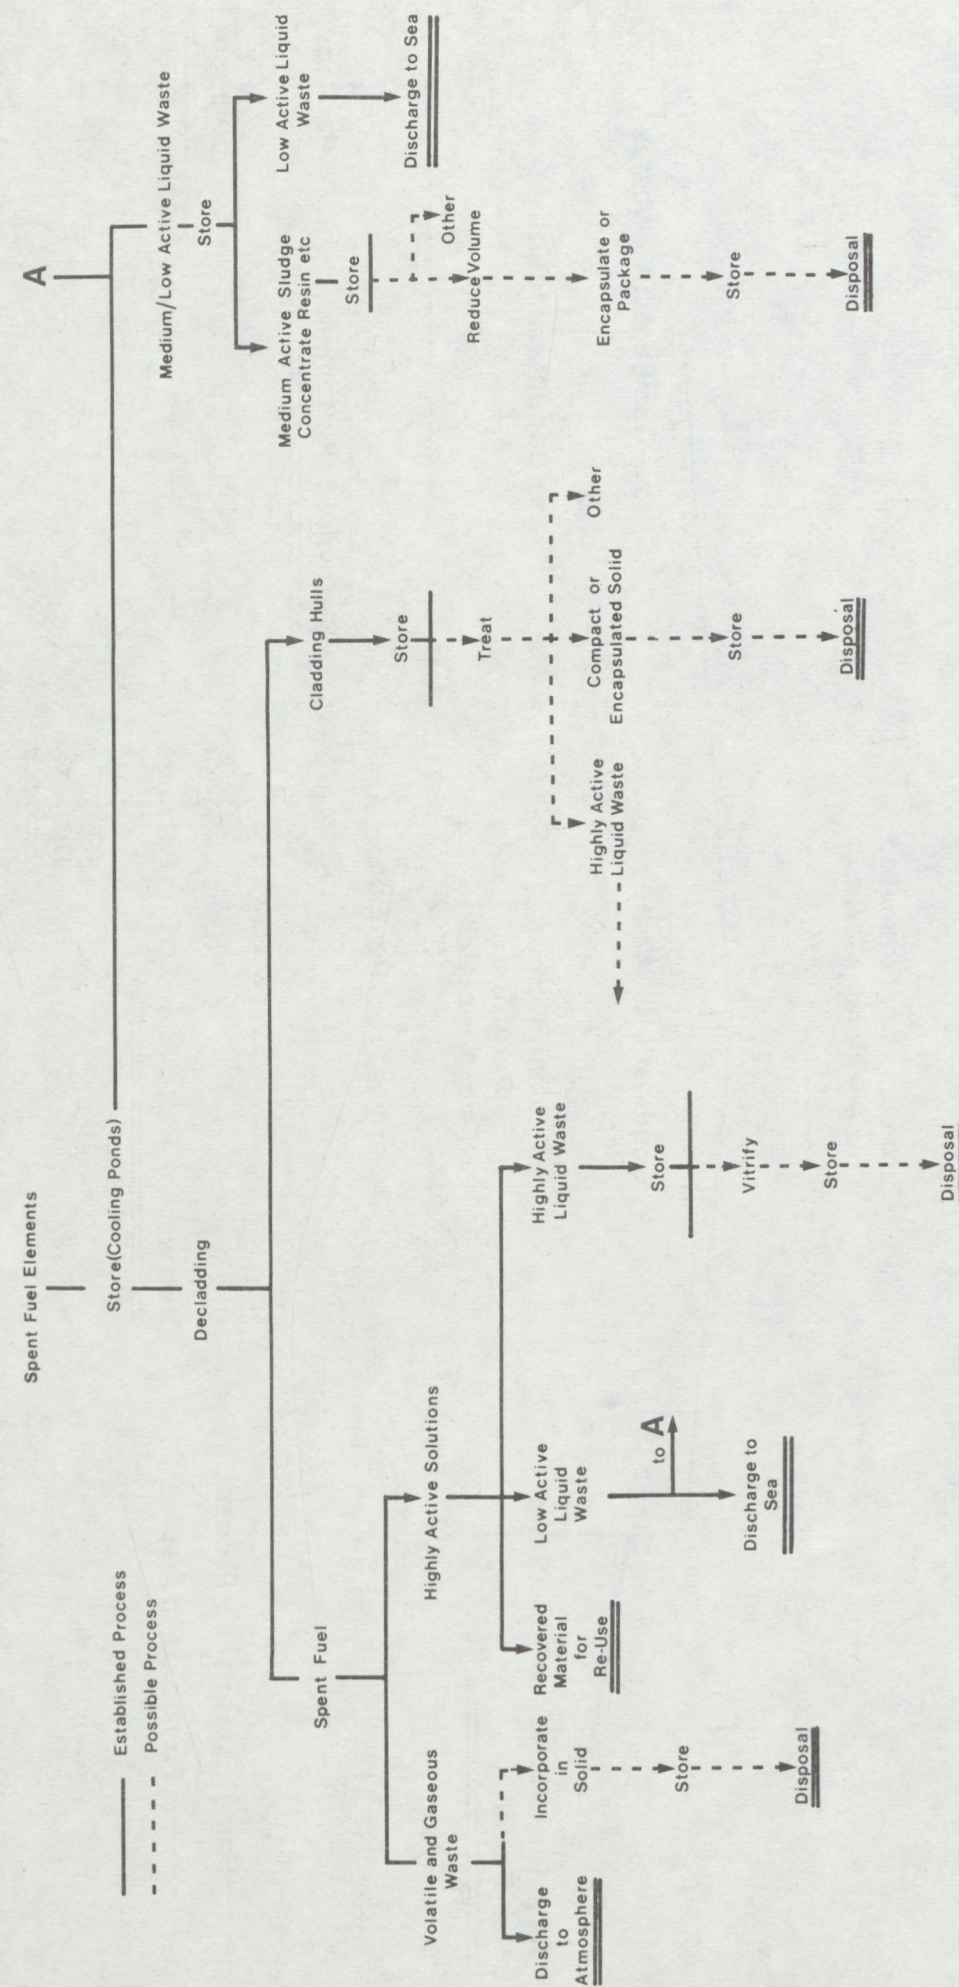 Spent Fuel Elements
Established Process
Possible Process
Store(Cooling Ponds)
A
Decladding
Medium/Low Active Liquid Waste
Store
Spent Fuel
Cladding Hulls
Medium Active Sludge
Concentrate Resin etc
Low Active Liquid
Waste
Store
Store
Discharge to Sea
Volatile and Gaseous
Waste
Highly Active Solutions
Treat
Other
Reduce Volume
Discharge
to
Atmosphere
Incorporate
in
Solid
Recovered
Material
for
Re-Use
Low Active
Liquid
Waste
Highly Active
Liquid Waste
Highly Active
Liquid Waste
Compact or
Encapsulated Solid
Other
Encapsulate or
Package
to A
Store
Store
Store
Store
Vitrify
Discharge to
Sea
Store
Disposal
Disposal
Disposal
Disposal